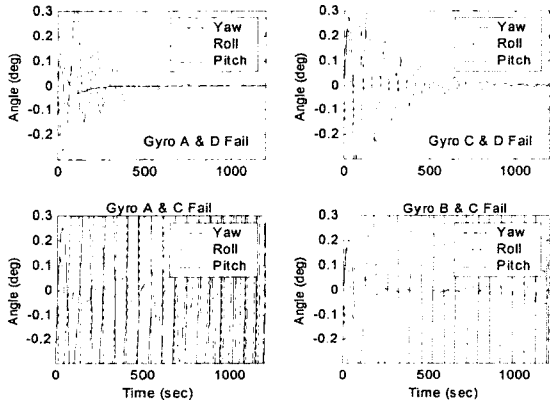 0.3
0.2
0.1
0
-0.1
-0.2
Angle (deg)
Yaw
Roll
Pitch
Gyro A & D Fail
0
500
1000
0.3
0.2
0.1
0
-0.1
-0.2
Angle (deg)
Yaw
Roll
Pitch
Gyro C & D Fail
0
500
1000
Gyro A & C Fail
0.3
0.2
0.1
0
-0.1
-0.2
Angle (deg)
Yaw
Roll
Pitch
0
500
1000
Time (sec)
Gyro B & C Fail
0.3
0.2
0.1
0
-0.1
-0.2
Angle (deg)
Yaw
Roll
Pitch
0
500
1000
Time (sec)